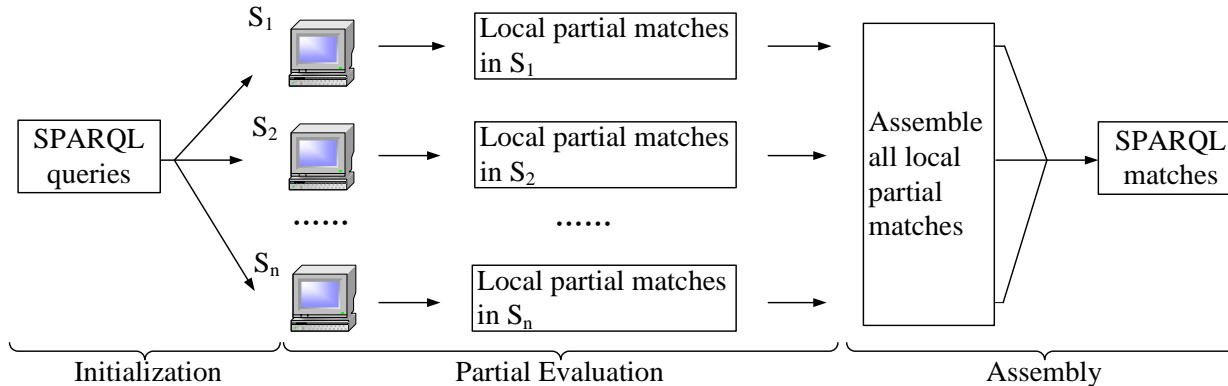 SPARQL
queries
S1
S2
......
Sn
Local partial matches
in S1
Local partial matches
in S2
......
Local partial matches
in Sn
Assemble
all local
partial
matches
SPARQL
matches
Initialization
Partial Evaluation
Assembly